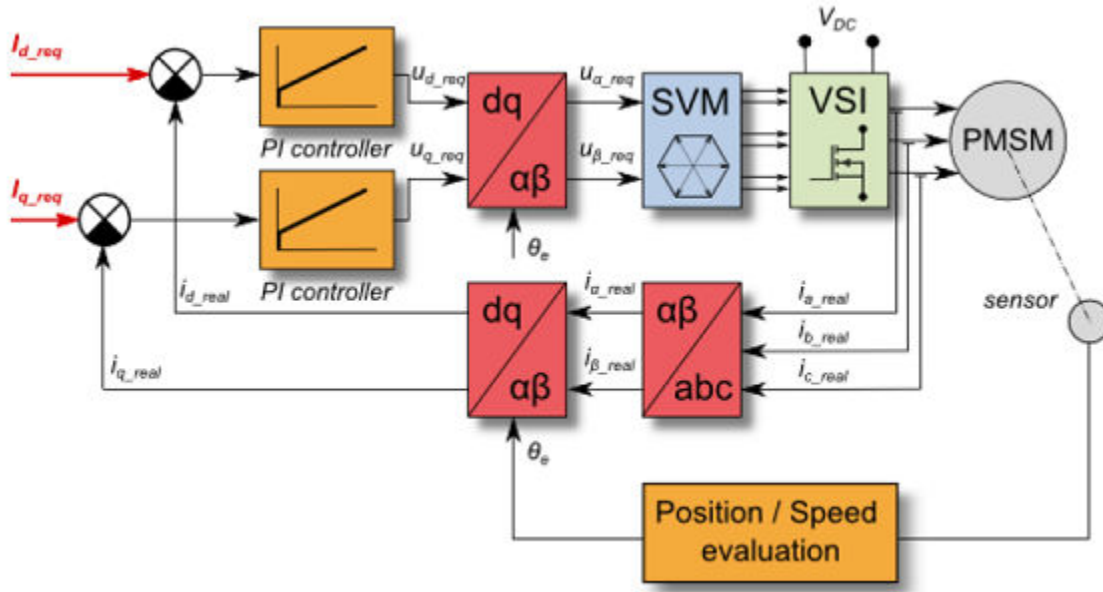 V_DC
I_d_req
u_d_req
u_α_req
dq
αβ
SVM
VSI
PMSM
PI controller
u_q_req
u_β_req
I_q_req
θ_e
PI controller
i_d_real
i_q_real
dq
αβ
i_α_real
i_β_real
αβ
abc
i_a_real
i_b_real
i_c_real
sensor
θ_e
Position / Speed
evaluation